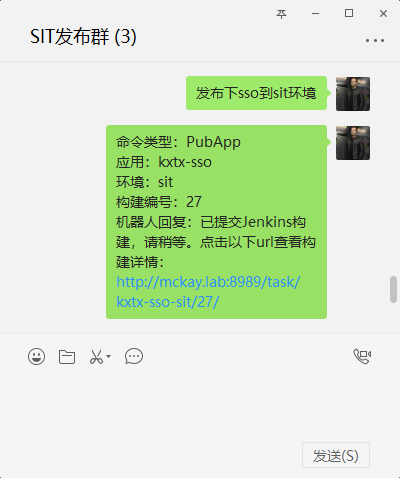 SIT发布群 (3)
发布下sso到sit环境
命令类型：PubApp
应用：kxtx-sso
环境：sit
构建编号：27
机器人回复：已提交Jenkins构
建，请稍等。点击以下url查看构
建详情：
http://mckay.lab:8989/task/
kxtx-sso-sit/27/
发送(S)